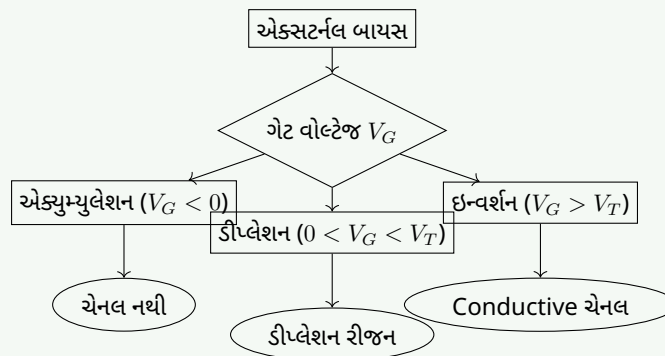 એક્સટર્નલ બાયસ
ગેટ વોલ્ટેજ V_G
એક્યુમ્યુલેશન (V_G < 0)
ડીપ્લેશન (0 < V_G < V_T)
ઇન્વર્શન (V_G > V_T)
ચેનલ નથી
ડીપ્લેશન રીજન
Conductive ચેનલ